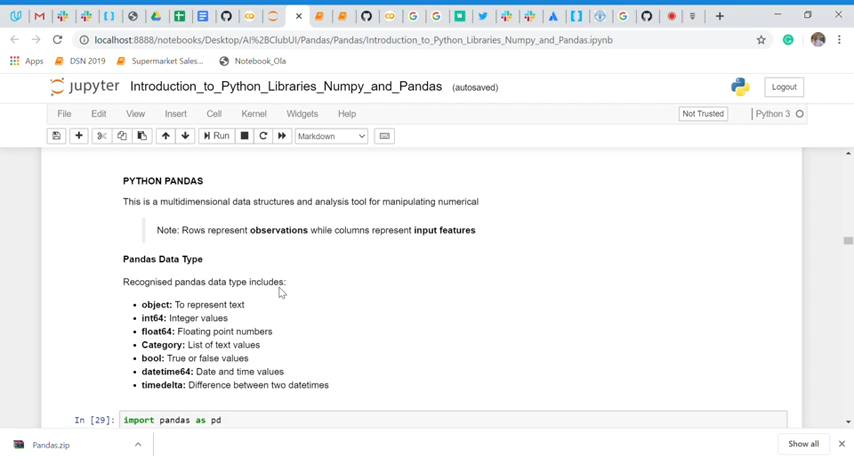 localhost:8888/notebooks/Desktop/AI%2BClubUI/Pandas/Pandas/Introduction_to_Python_Libraries_Numpy_and_Pandas.ipynb
Apps DSN 2019 Supermarket Sales... Notebook_Ola
jupyter Introduction_to_Python_Libraries_Numpy_and_Pandas (autosaved) Logout
File Edit View Insert Cell Kernel Widgets Help Not Trusted Python 3
Run Markdown
PYTHON PANDAS
This is a multidimensional data structures and analysis tool for manipulating numerical
Note: Rows represent observations while columns represent input features
Pandas Data Type
Recognised pandas data type includes:
object: To represent text
int64: Integer values
float64: Floating point numbers
Category: List of text values
bool: True or false values
datetime64: Date and time values
timedelta: Difference between two datetimes
In [29]: import pandas as pd
Pandas.zip Show all